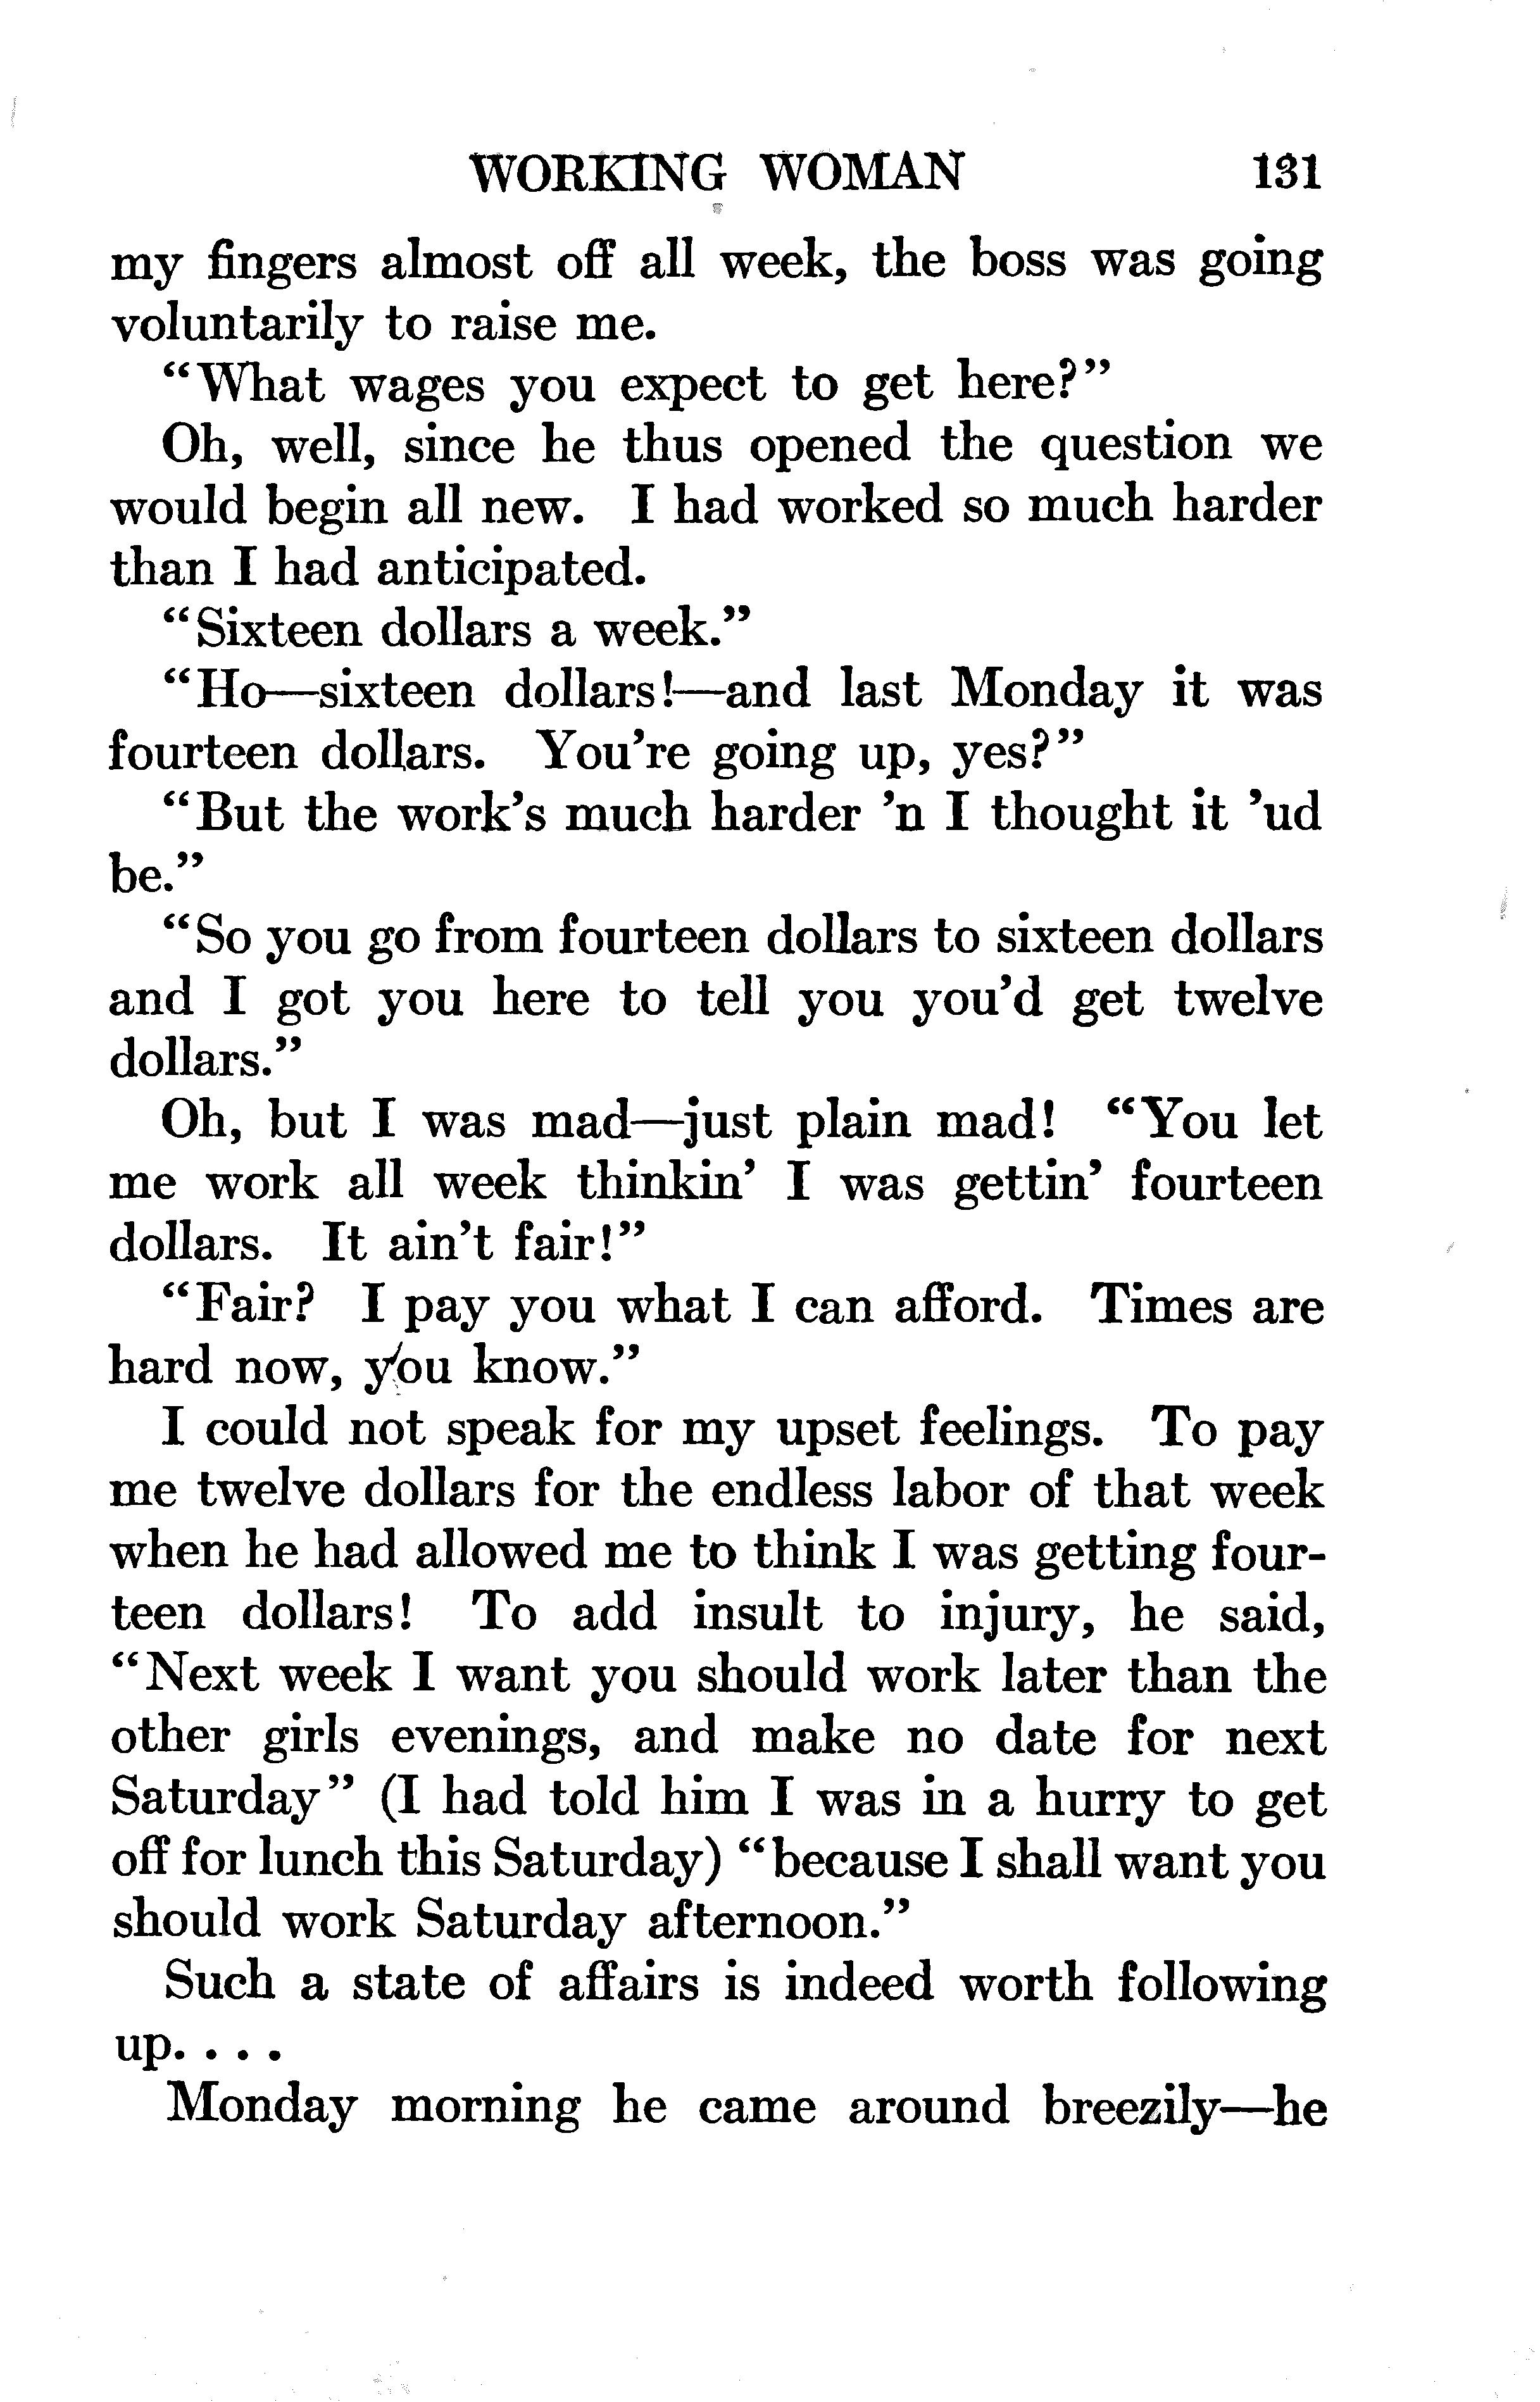 WORKING WOMAN 131
my fingers almost off all week, the boss was going
voluntarily to raise me.
“What wages you expect to get here?”
Oh, well, since he thus opened the question we
would begin all new. I had worked so much harder
than I had anticipated.
“Sixteen dollars a week.”
“Ho—sixteen dollars!—and last Monday it was
fourteen dollars. You're going up, yes?”
“But the work's much harder 'n I thought it 'ud
be.”
“So you go from fourteen dollars to sixteen dollars
and I got you here to tell you you'd get twelve
dollars.”
Oh, but I was mad—just plain mad! “You let
me work all week thinkin' I was gettin' fourteen
dollars. It ain't fair!”
“Fair? I pay you what I can afford. Times are
hard now, you know.”
I could not speak for my upset feelings. To pay
me twelve dollars for the endless labor of that week
when he had allowed me to think I was getting four-
teen dollars! To add insult to injury, he said,
“Next week I want you should work later than the
other girls evenings, and make no date for next
Saturday” (I had told him I was in a hurry to get
off for lunch this Saturday) “because I shall want you
should work Saturday afternoon.”
Such a state of affairs is indeed worth following
up. . . .
Monday morning he came around breezily—he